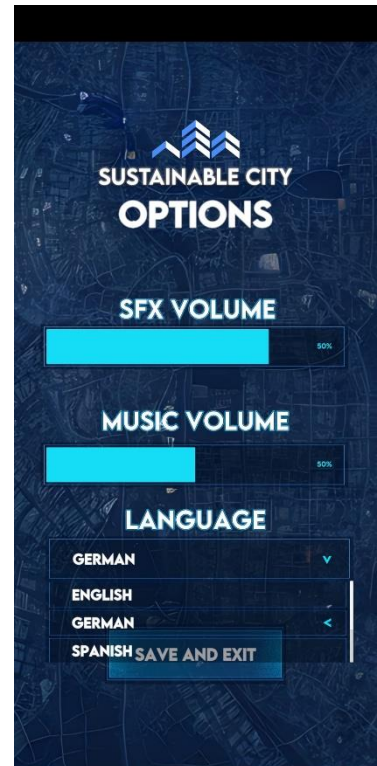 SUSTAINABLE CITY
OPTIONS
SFX VOLUME
50%
MUSIC VOLUME
50%
LANGUAGE
GERMAN
ENGLISH
GERMAN
SPANISH
SAVE AND EXIT